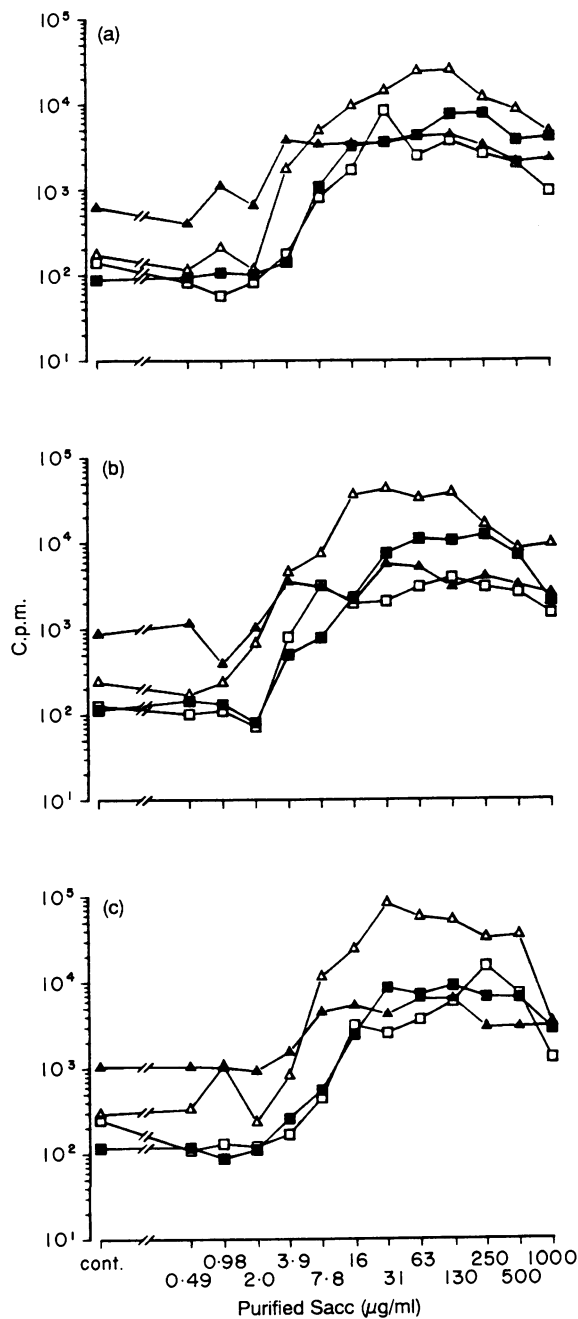 (a)
10⁵
10⁴
10³
10²
10¹
(b)
10⁵
10⁴
10³
10²
10¹
C.p.m.
(c)
10⁵
10⁴
10³
10²
10¹
cont. 0·98 3·9 16 63 250 1000
0·49 2·0 7·8 31 130 500
Purified Sacc (µg/ml)